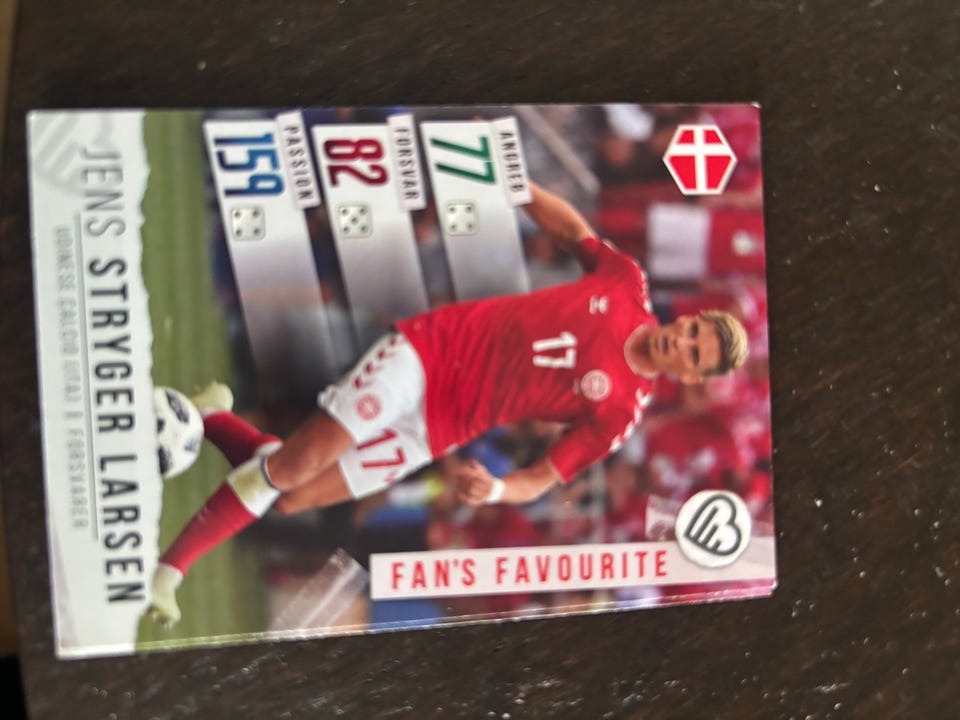 FAN'S FAVOURITE
ANGREB
77
FORSVAR
82
PASSION
159
17
17
JENS STRYGER LARSEN
UDINESE CALCIO (ITA) X FORSVARER